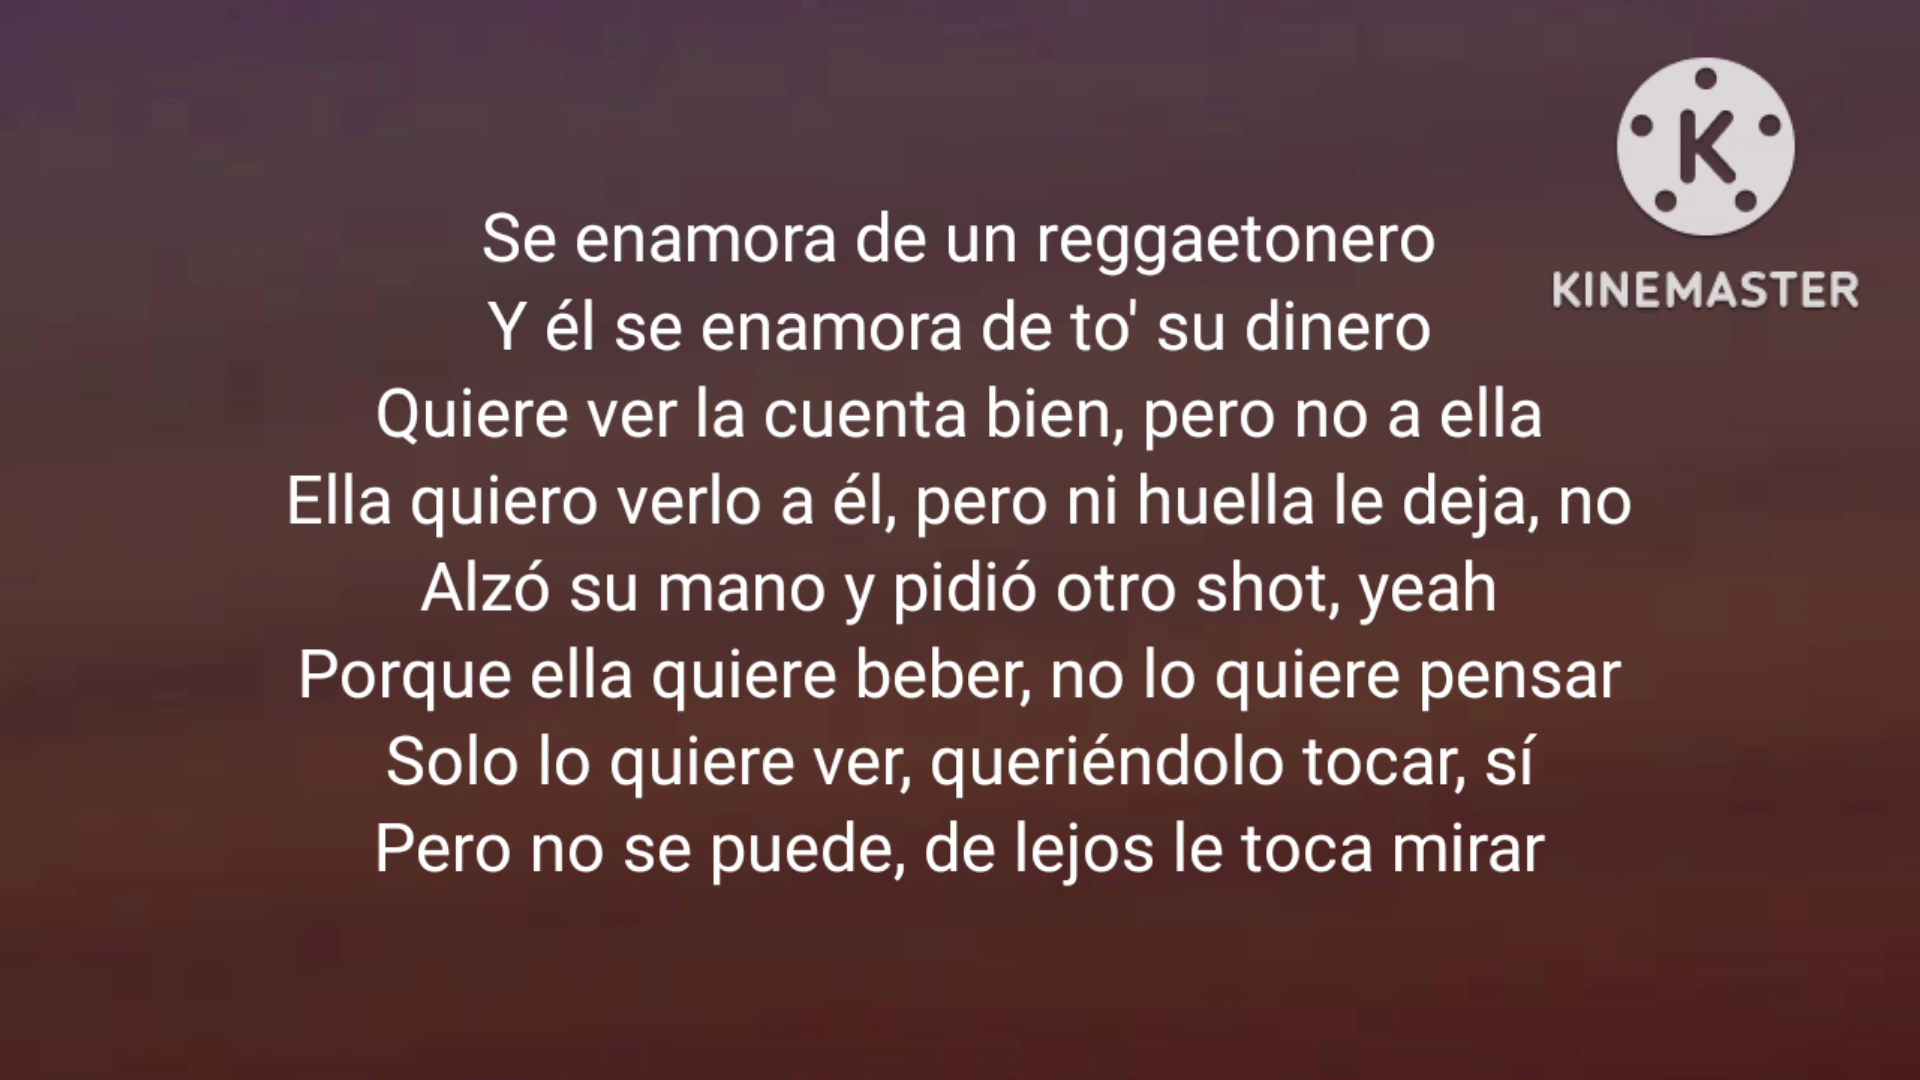 Se enamora de un reggaetonero
Y él se enamora de to' su dinero
Quiere ver la cuenta bien, pero no a ella
Ella quiero verlo a él, pero ni huella le deja, no
Alzó su mano y pidió otro shot, yeah
Porque ella quiere beber, no lo quiere pensar
Solo lo quiere ver, queriéndolo tocar, sí
Pero no se puede, de lejos le toca mirar
K
KINEMASTER